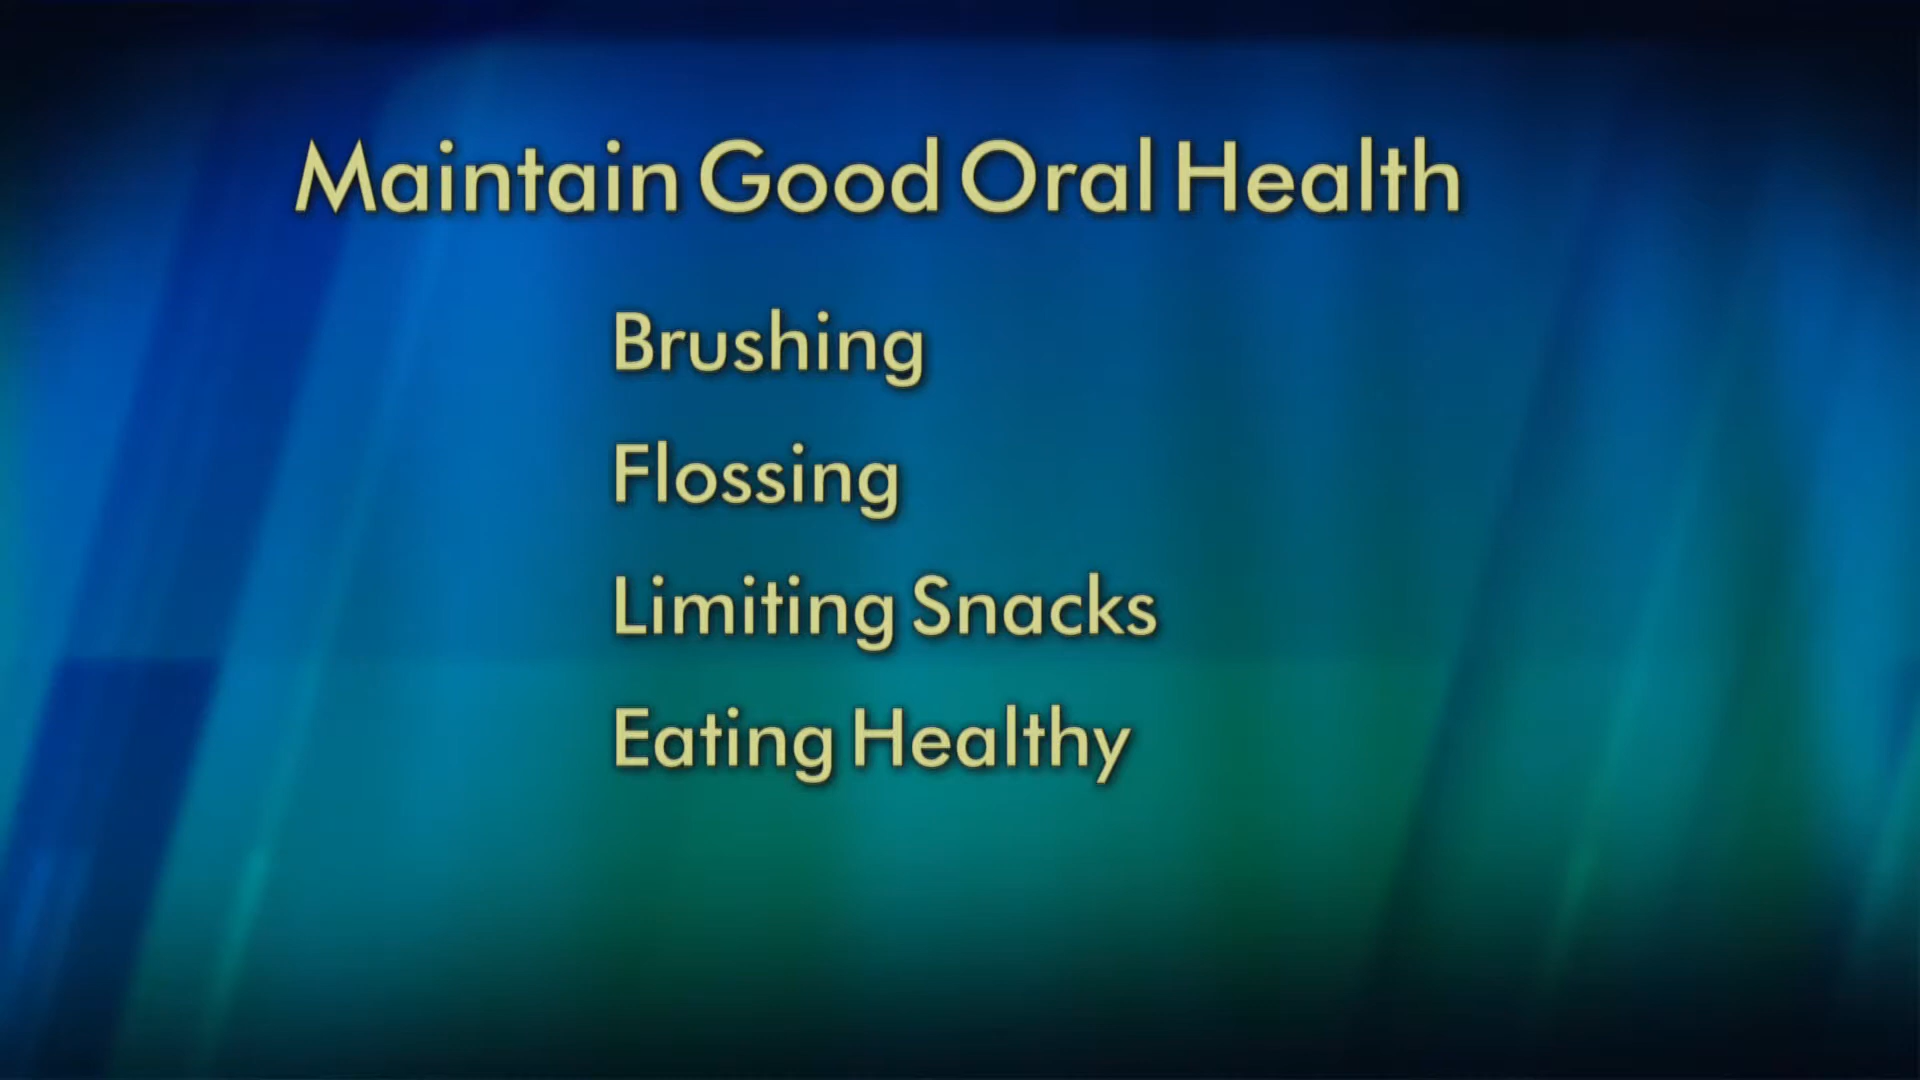 Maintain Good Oral Health
Brushing
Flossing
Limiting Snacks
Eating Healthy